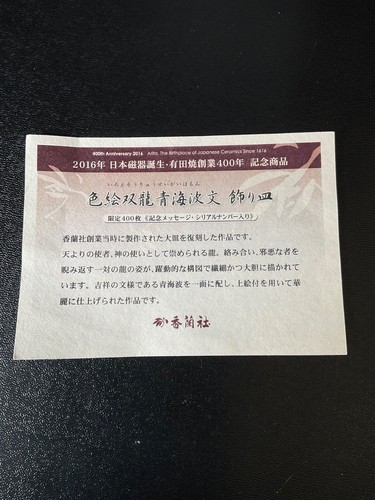 400th Anniversary 2016 Arita, The Birthplace of Japanese Ceramics Since 1616
2016年 日本磁器誕生・有田焼創業400年 記念商品
いろえそうりゅうせいがいはもん
色絵双龍青海波文 飾り皿
限定400枚《記念メッセージ・シリアルナンバー入り》
香蘭社創業当時に製作された大皿を復刻した作品です。
天よりの使者、神の使いとして崇められる龍。絡み合い、邪悪な者を
睨み返す一対の龍の姿が、躍動的な構図で繊細かつ大胆に描かれて
います。吉祥の文様である青海波を一面に配し、上絵付を用いて華
麗に仕上げられた作品です。
香蘭社